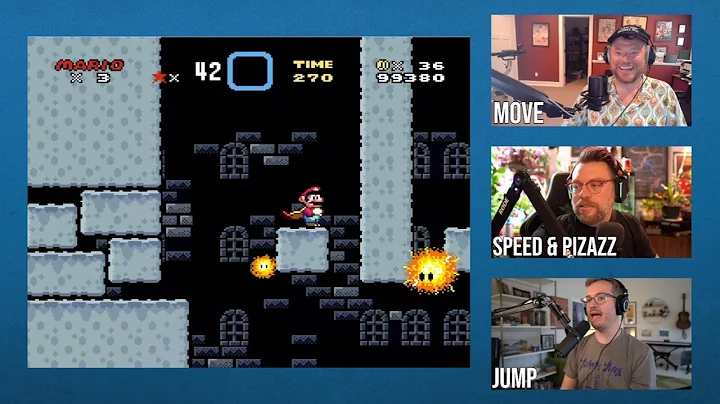 MARIO
x 3
x 42
TIME
270
x 36
99380
MOVE
SPEED & PIZAZZ
JUMP